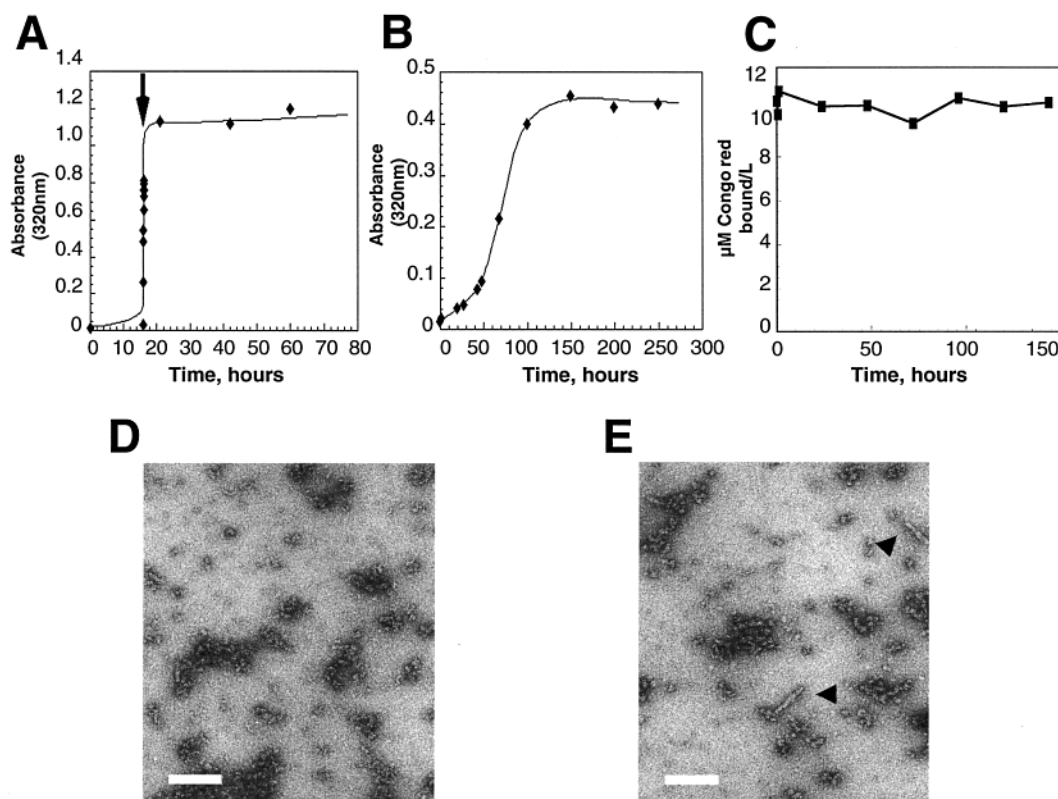 A
B
C
1.4
1.2
1.0
0.8
0.6
0.4
0.2
0
Absorbance
(320nm)
0 10 20 30 40 50 60 70 80
Time, hours
0.5
0.4
0.3
0.2
0.1
0
Absorbance
(320nm)
0 50 100 150 200 250 300
Time, hours
12
10
8
6
4
2
0
µM Congo red
bound/L
0 50 100 150
Time, hours
D
E